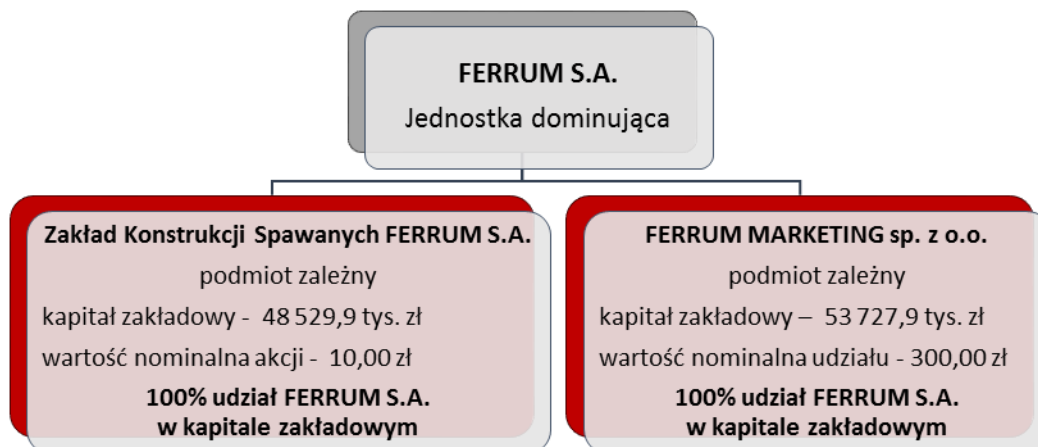 FERRUM S.A.
Jednostka dominująca
Zakład Konstrukcji Spawanych FERRUM S.A.
podmiot zależny
kapitał zakładowy - 48 529,9 tys. zł
wartość nominalna akcji - 10,00 zł
100% udział FERRUM S.A.
w kapitale zakładowym
FERRUM MARKETING sp. z o.o.
podmiot zależny
kapitał zakładowy – 53 727,9 tys. zł
wartość nominalna udziału - 300,00 zł
100% udział FERRUM S.A.
w kapitale zakładowym